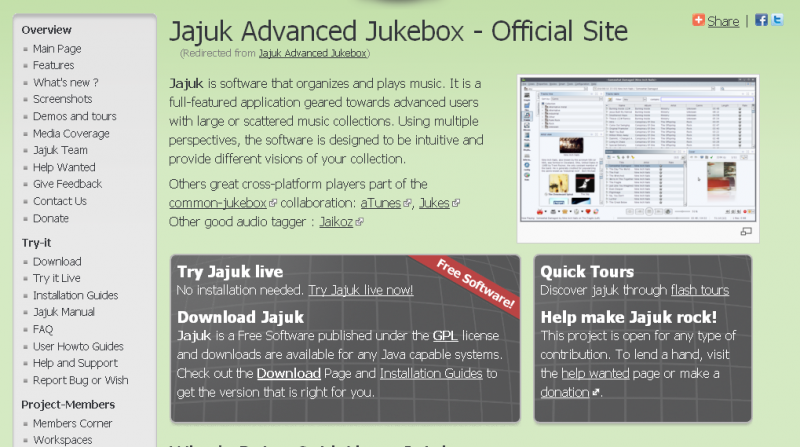 Overview
Main Page
Features
What's new ?
Screenshots
Demos and tours
Media Coverage
Jajuk Team
Help Wanted
Give Feedback
Contact Us
Donate
Try-it
Download
Try it Live
Installation Guides
Jajuk Manual
FAQ
User Howto Guides
Help and Support
Report Bug or Wish
Project-Members
Members Corner
Workspaces
Share |
Jajuk Advanced Jukebox - Official Site
(Redirected from Jajuk Advanced Jukebox)
Jajuk is software that organizes and plays music. It is a
full-featured application geared towards advanced users
with large or scattered music collections. Using multiple
perspectives, the software is designed to be intuitive and
provide different visions of your collection.
Others great cross-platform players part of the
common-jukebox collaboration: aTunes, Jukes
Other good audio tagger : Jaikoz
Try Jajuk live
No installation needed. Try Jajuk live now!
Free Software!
Download Jajuk
Jajuk is a Free Software published under the GPL license
and downloads are available for any Java capable systems.
Check out the Download Page and Installation Guides to
get the version that is right for you.
Quick Tours
Discover jajuk through flash tours
Help make Jajuk rock!
This project is open for any type of
contribution. To lend a hand, visit
the help wanted page or make a
donation.